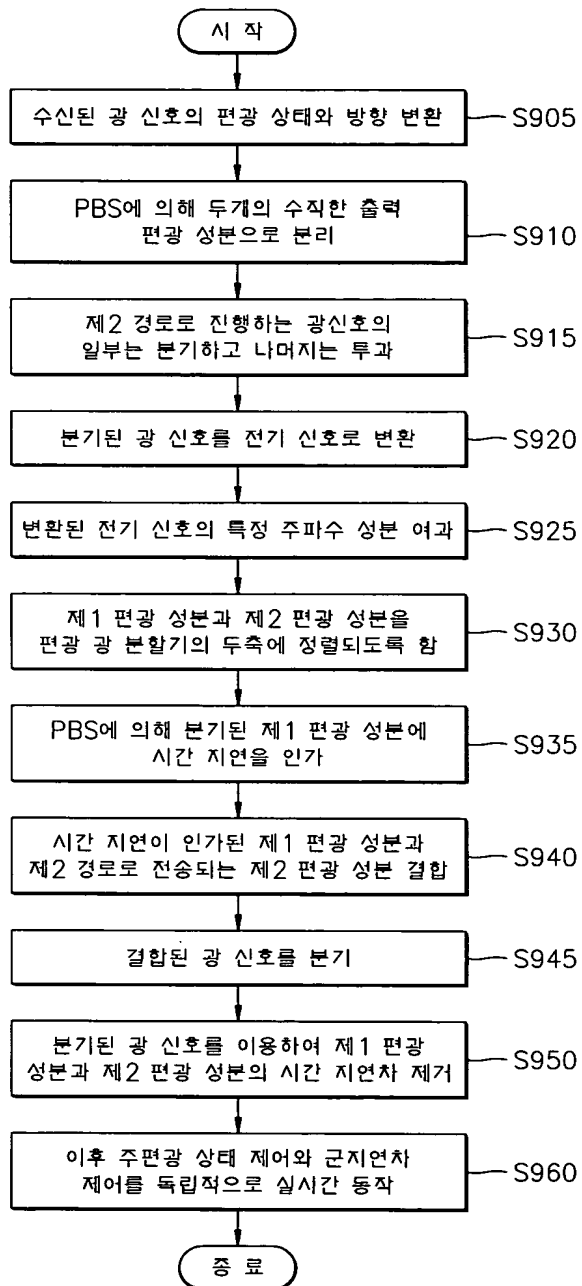 시 작
수신된 광 신호의 편광 상태와 방향 변환
S905
PBS에 의해 두개의 수직한 출력
편광 성분으로 분리
S910
제2 경로로 진행하는 광신호의
일부는 분기하고 나머지는 투과
S915
분기된 광 신호를 전기 신호로 변환
S920
변환된 전기 신호의 특정 주파수 성분 여과
S925
제1 편광 성분과 제2 편광 성분을
편광 광 분할기의 두축에 정렬되도록 함
S930
PBS에 의해 분기된 제1 편광 성분에
시간 지연을 인가
S935
시간 지연이 인가된 제1 편광 성분과
제2 경로로 전송되는 제2 편광 성분 결합
S940
결합된 광 신호를 분기
S945
분기된 광 신호를 이용하여 제1 편광
성분과 제2 편광 성분의 시간 지연차 제거
S950
이후 주편광 상태 제어와 군지연차
제어를 독립적으로 실시간 동작
S960
종 료